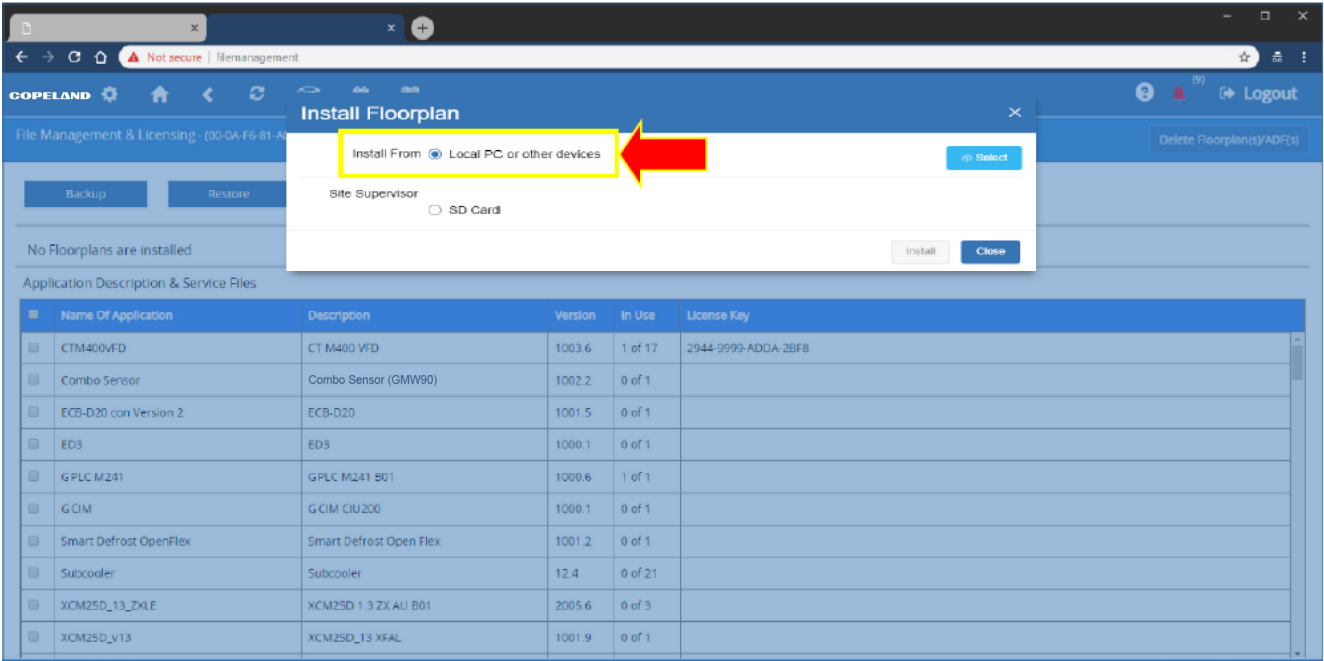 Not secure | filemanagement
COPELAND
(9)
Logout
File Management & Licensing - (00-0A-F6-81-
Delete Floorplan(s)/ADF(s)
Install Floorplan
Install From Local PC or other devices
Select
Site Supervisor
SD Card
Install Close
Backup Restore
No Floorplans are installed
Application Description & Service Files
Name Of Application Description Version In Use License Key
CTM400VFD CT M400 VFD 1003.6 1 of 17 2944-9999-ADDA-2BF8
Combo Sensor Combo Sensor (GMW90) 1002.2 0 of 1
ECB-D20 con Version 2 ECB-D20 1001.5 0 of 1
ED3 ED3 1000.1 0 of 1
GPLC M241 GPLC M241 B01 1000.6 1 of 1
GCIM GCIM CIU200 1000.1 0 of 1
Smart Defrost OpenFlex Smart Defrost Open Flex 1001.2 0 of 1
Subcooler Subcooler 12.4 0 of 21
XCM25D_13_ZXLE XCM25D 1.3 ZX AU B01 2005.6 0 of 3
XCM25D_v13 XCM25D_13 XFAL 1001.9 0 of 1